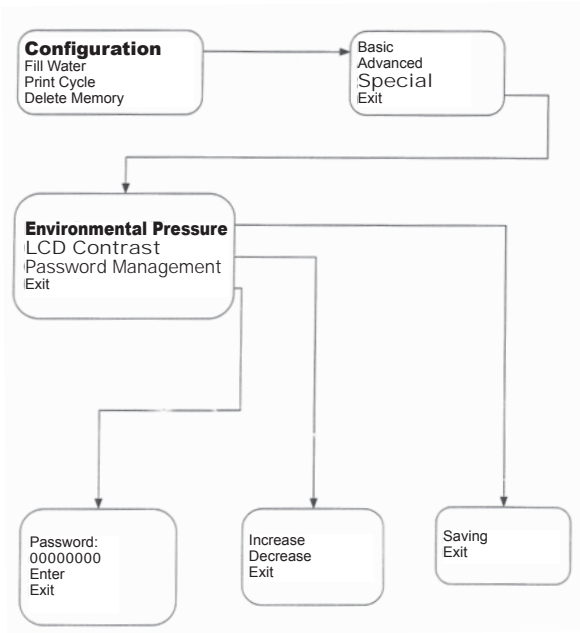 Configuration
Fill Water
Print Cycle
Delete Memory
Basic
Advanced
Special
Exit
Environmental Pressure
LCD Contrast
Password Management
Exit
Password:
00000000
Enter
Exit
Increase
Decrease
Exit
Saving
Exit